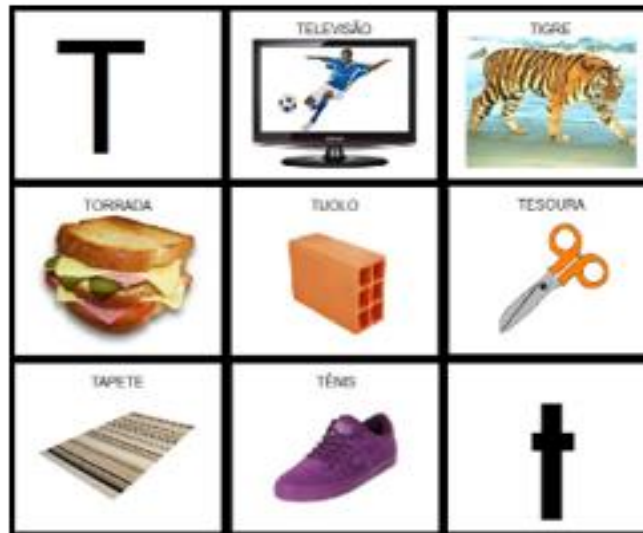 T
TELEVISÃO
TIGRE
TORRADA
TIJOLO
TESOURA
TAPETE
TÊNIS
t